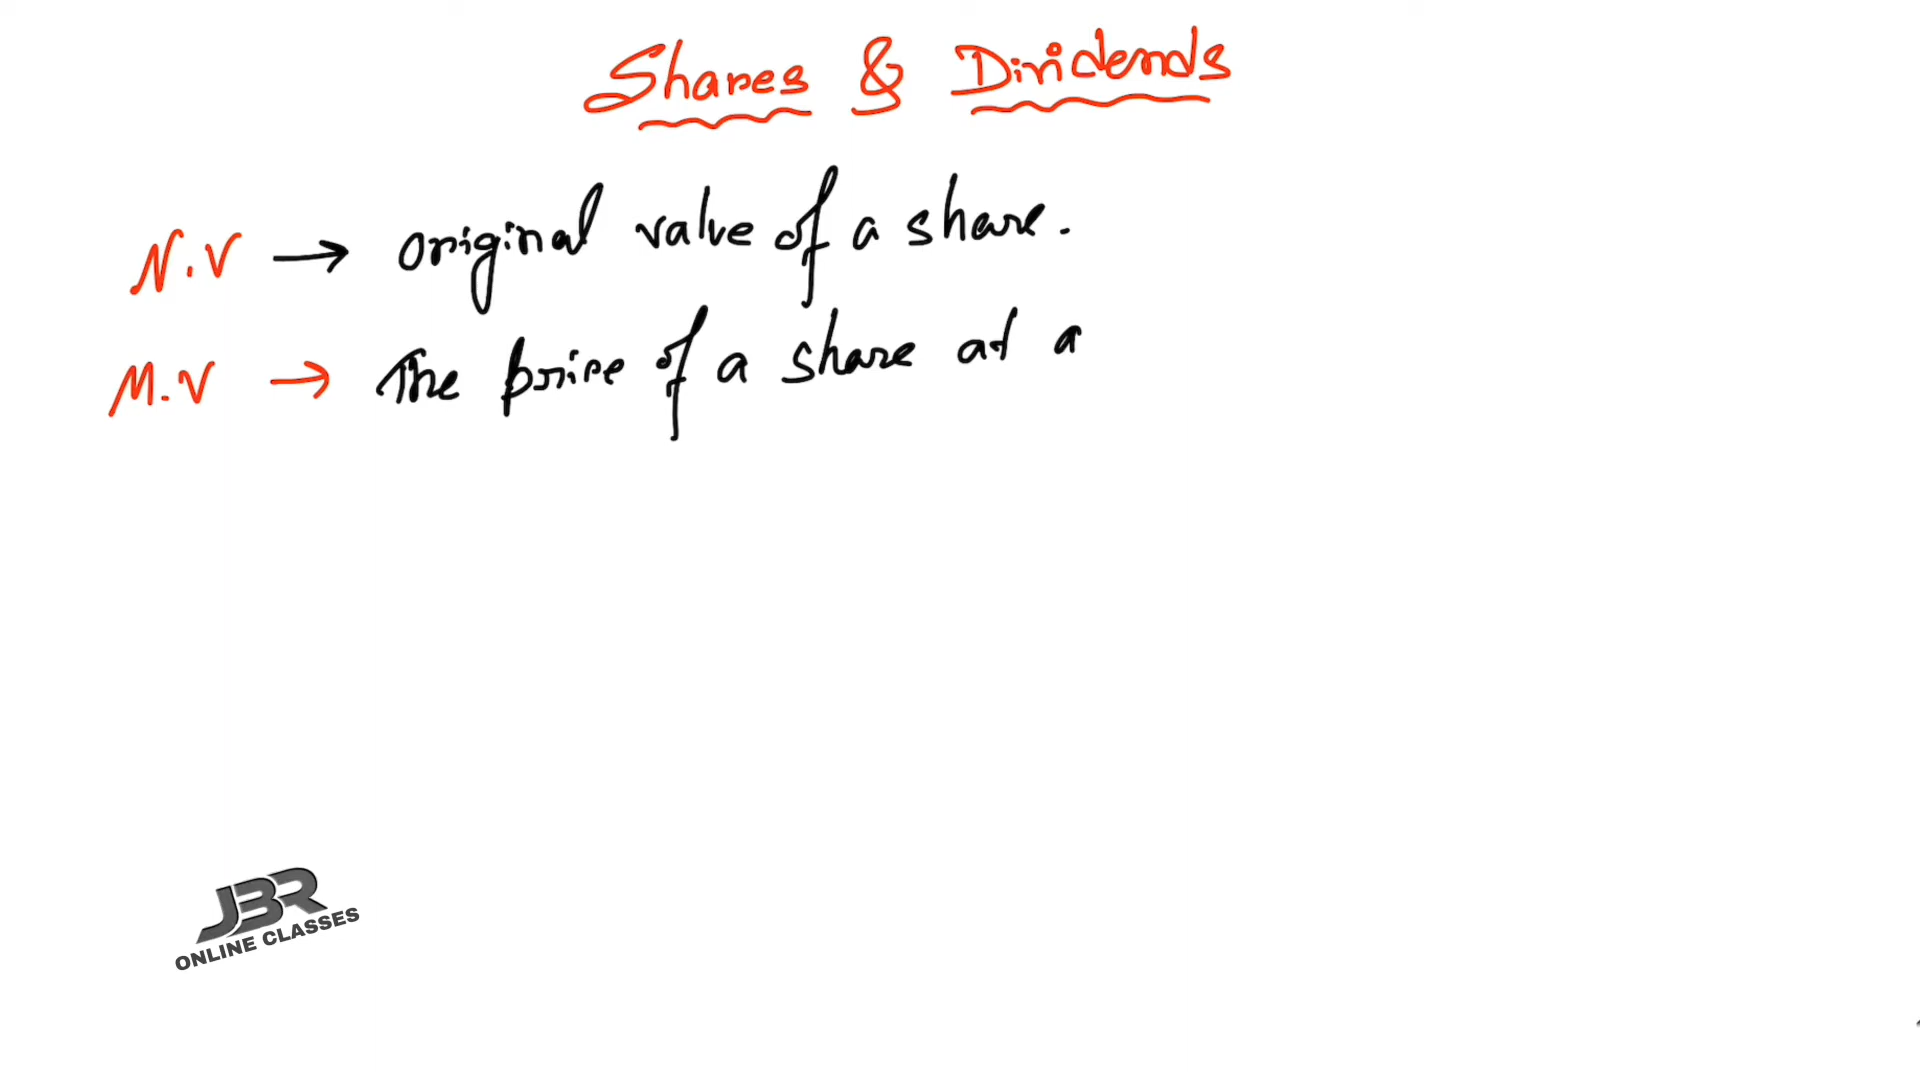 Shares & Dividends
N.V → original value of a share.
M.V → The price of a share at a
JBR
ONLINE CLASSES